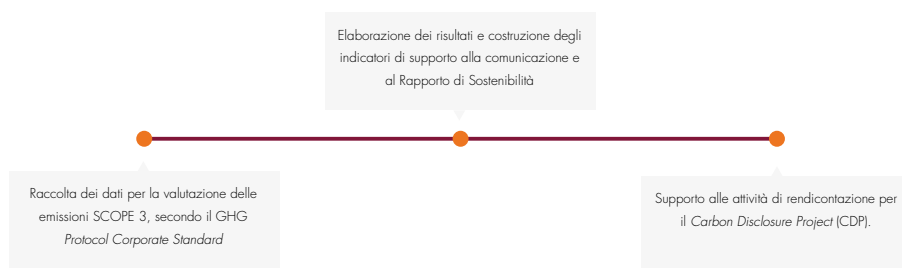 Elaborazione dei risultati e costruzione degli
indicatori di supporto alla comunicazione e
al Rapporto di Sostenibilità
Raccolta dei dati per la valutazione delle
emissioni SCOPE 3, secondo il GHG
Protocol Corporate Standard
Supporto alle attività di rendicontazione per
il Carbon Disclosure Project (CDP).